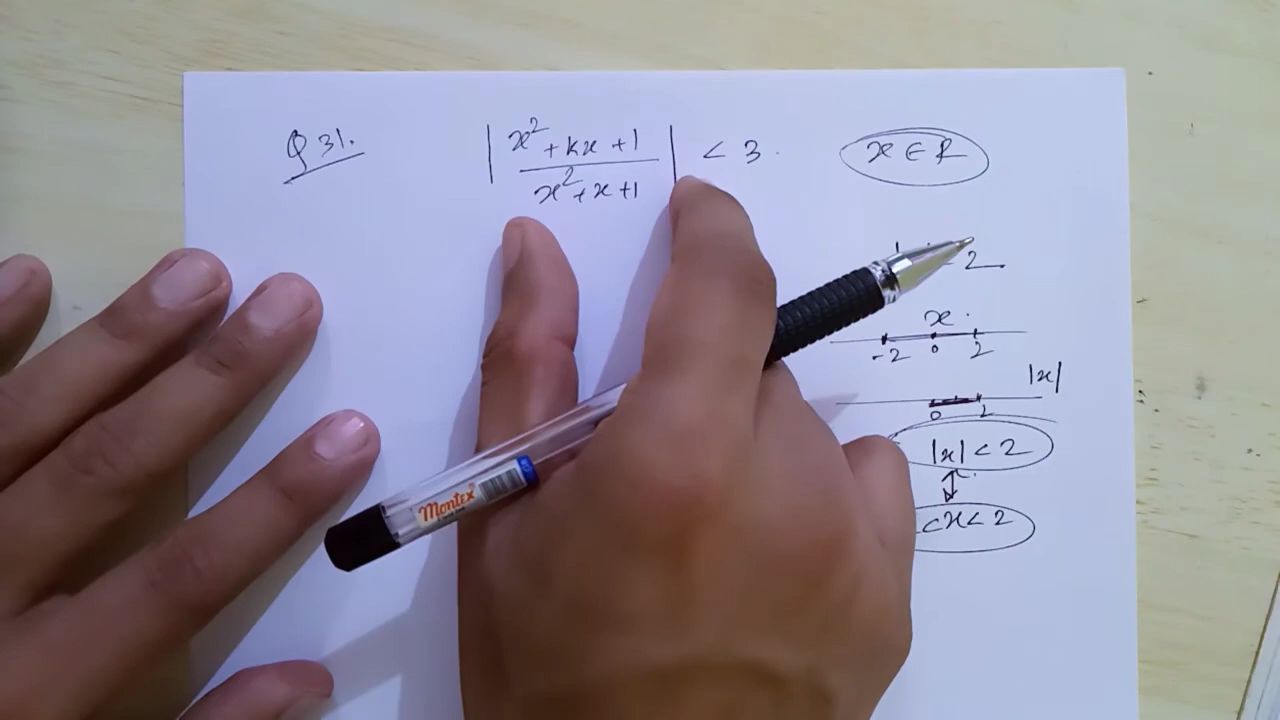 Q 31. | x² + kx + 1 / x² + x + 1 | < 3. x ∈ R
2
x.
-2 0 2
|x|
0 2
|x| < 2
↕
< x < 2
Montex